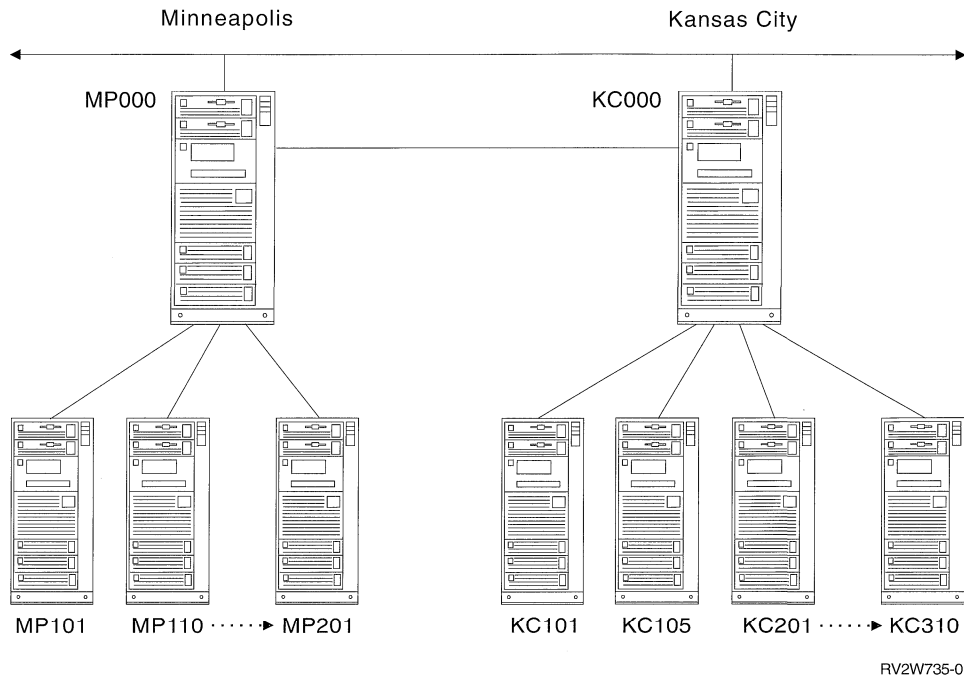 Minneapolis
Kansas City
MP000
KC000
MP101
MP110
MP201
KC101
KC105
KC201
KC310
RV2W735-0